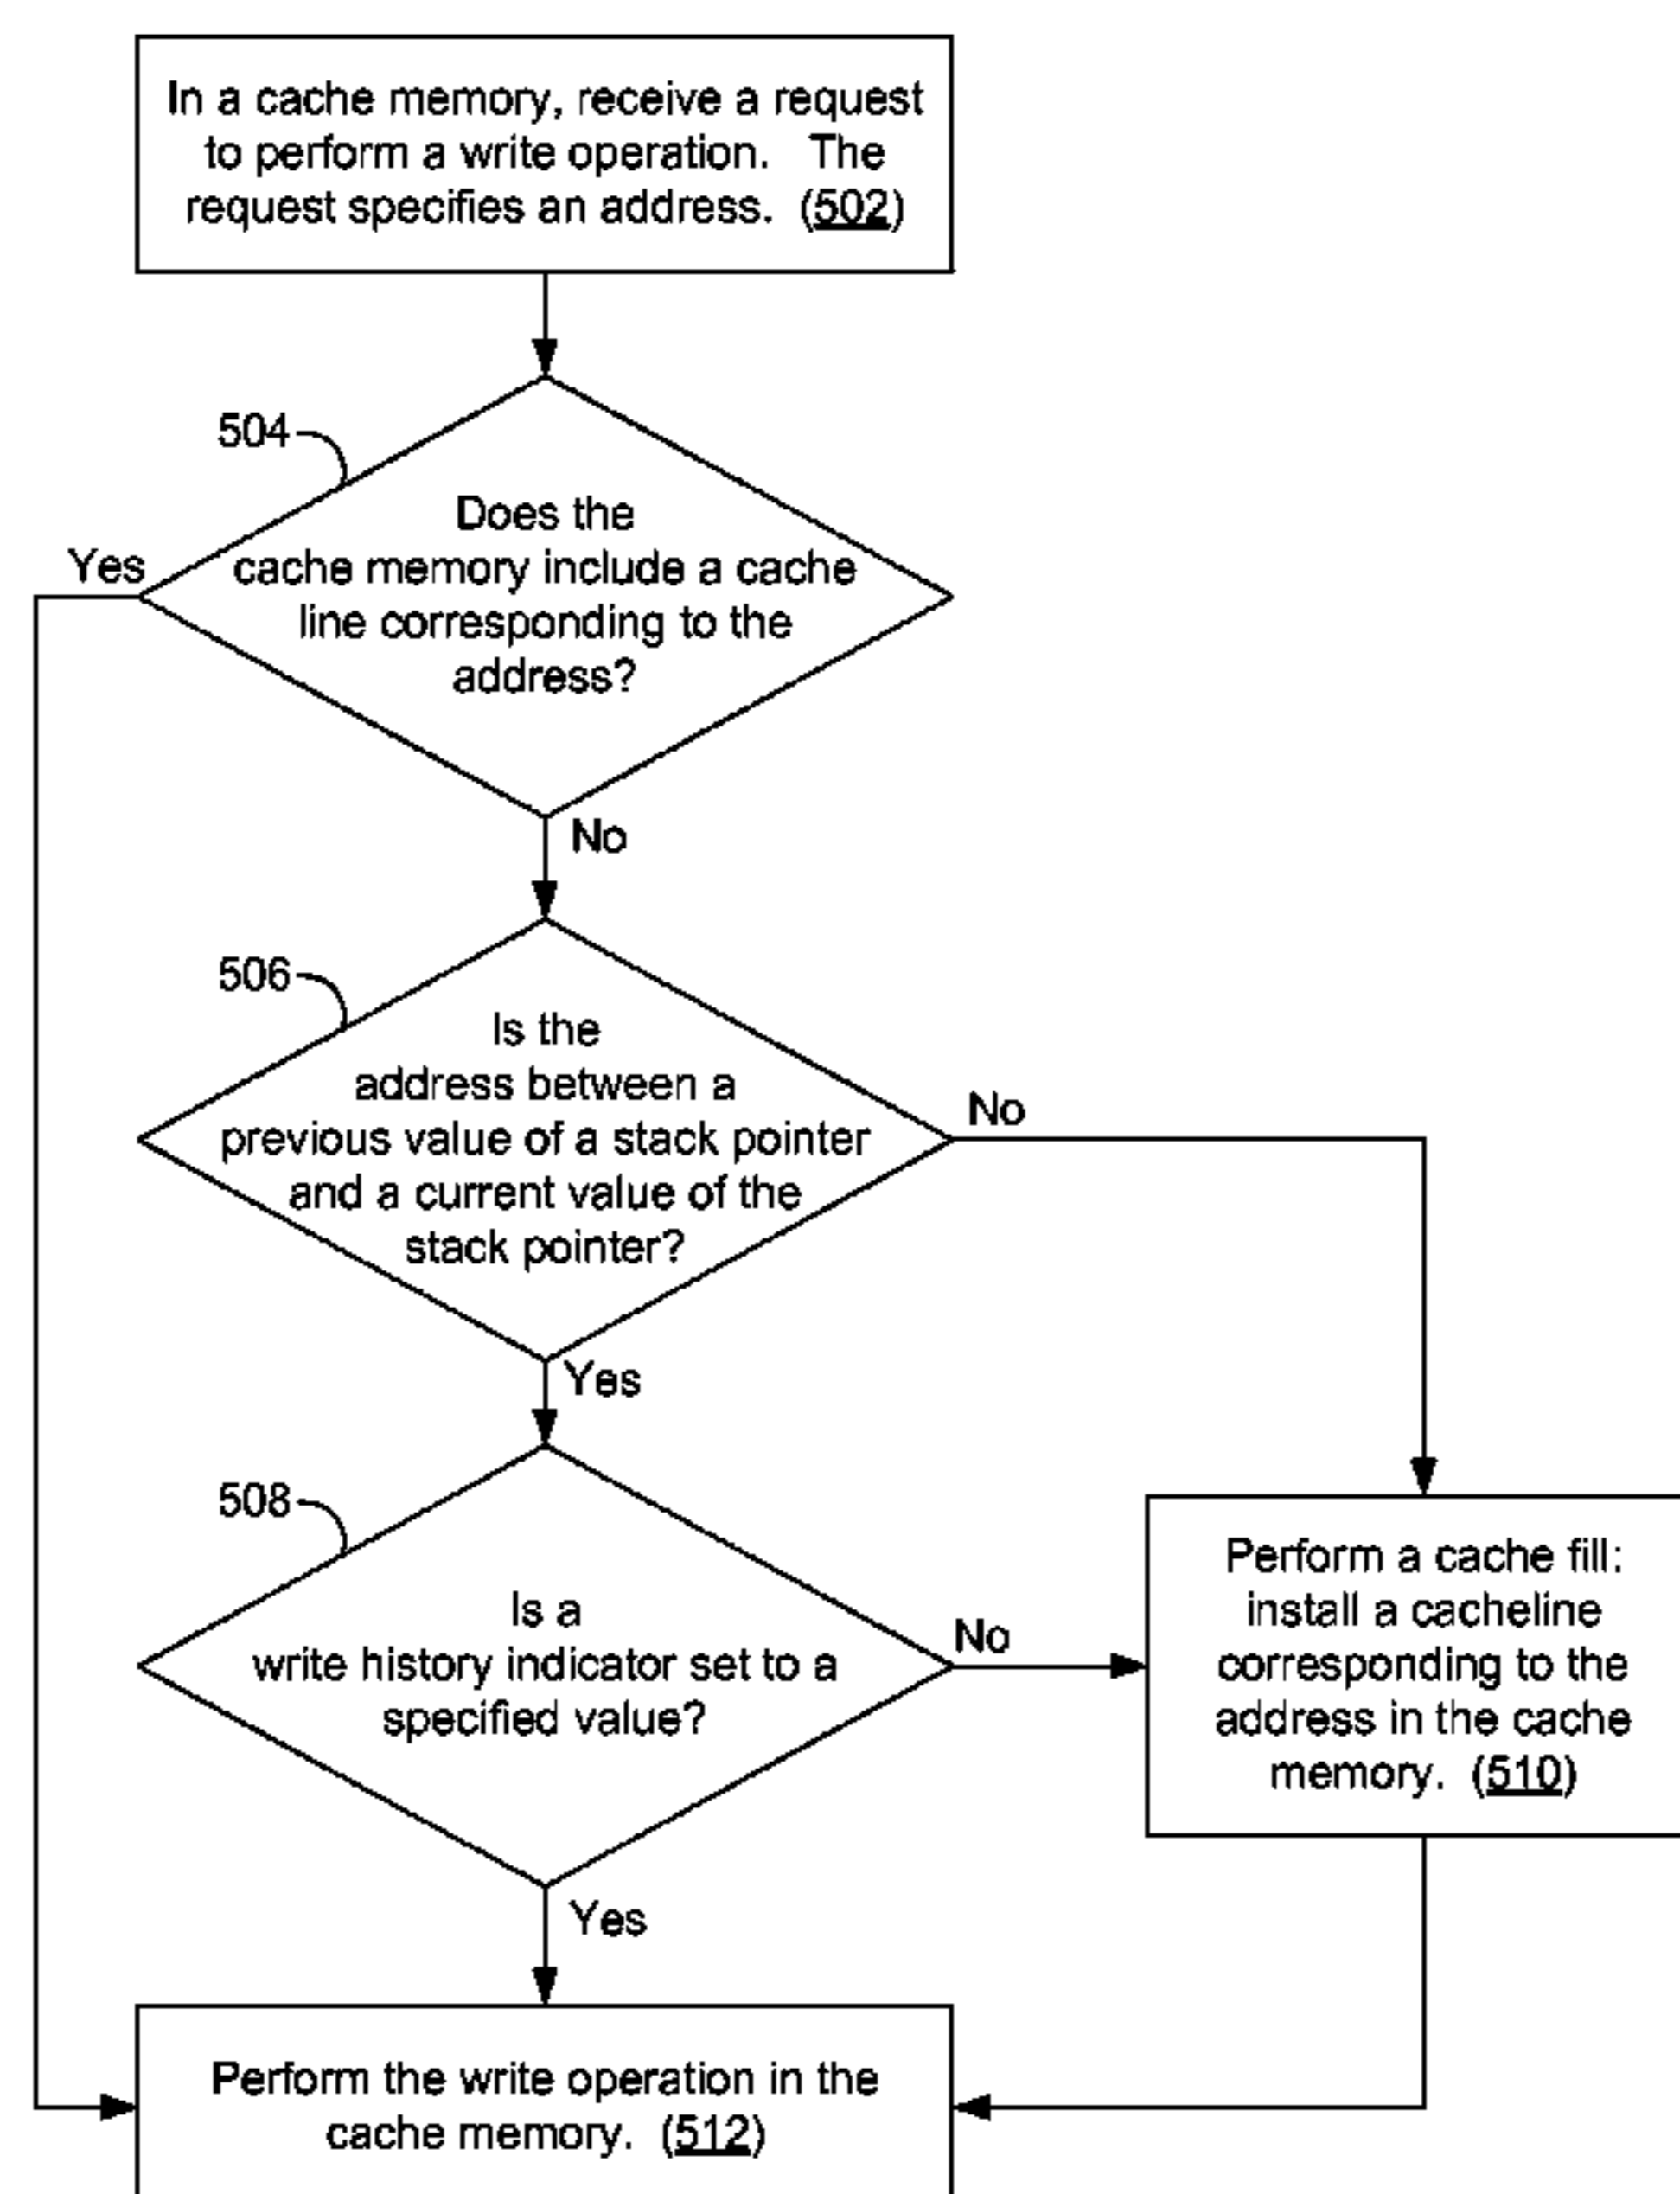 In a cache memory, receive a request
to perform a write operation. The
request specifies an address. (502)
504
Does the
cache memory include a cache
line corresponding to the
address?
Yes
No
506
Is the
address between a
previous value of a stack pointer
and a current value of the
stack pointer?
No
Yes
508
Is a
write history indicator set to a
specified value?
No
Yes
Perform a cache fill:
install a cacheline
corresponding to the
address in the cache
memory. (510)
Perform the write operation in the
cache memory. (512)